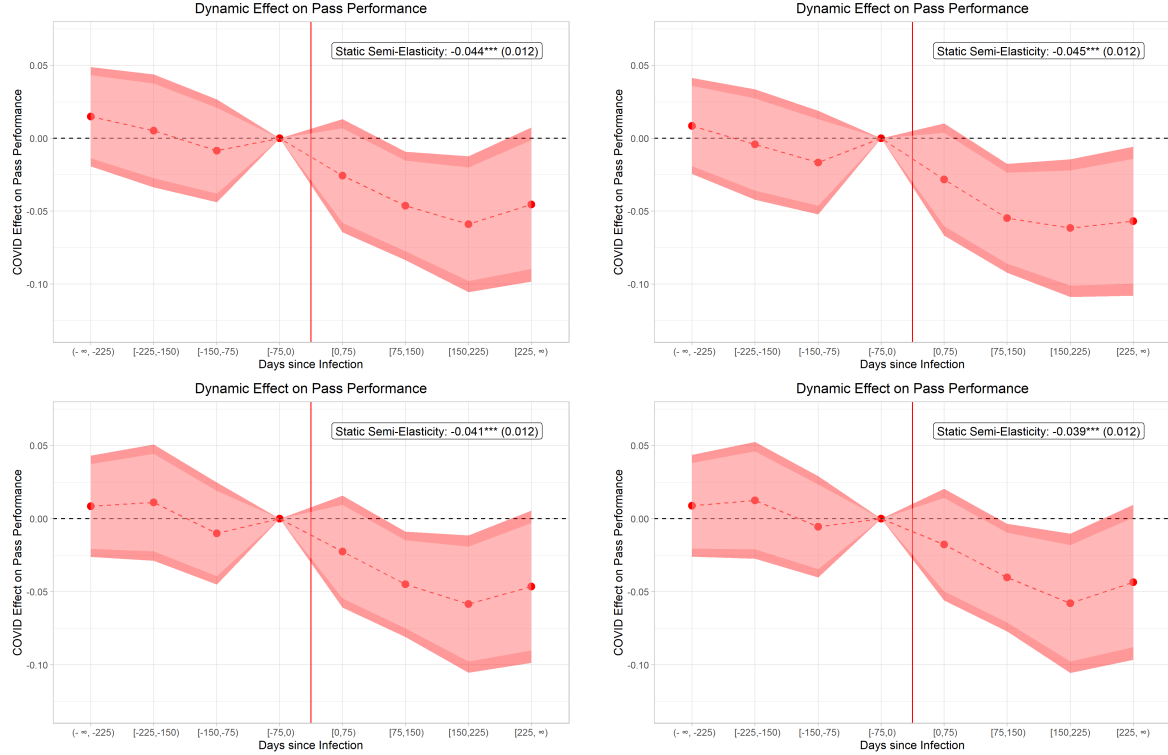 Dynamic Effect on Pass Performance
Static Semi-Elasticity: -0.044*** (0.012)
COVID Effect on Pass Performance
0.05
0.00
-0.05
-0.10
(- ∞, -225)
[-225,-150)
[-150,-75)
[-75,0)
[0,75)
[75,150)
[150,225)
[225, ∞)
Days since Infection
Dynamic Effect on Pass Performance
Static Semi-Elasticity: -0.045*** (0.012)
COVID Effect on Pass Performance
0.05
0.00
-0.05
-0.10
(- ∞, -225)
[-225,-150)
[-150,-75)
[-75,0)
[0,75)
[75,150)
[150,225)
[225, ∞)
Days since Infection
Dynamic Effect on Pass Performance
Static Semi-Elasticity: -0.041*** (0.012)
COVID Effect on Pass Performance
0.05
0.00
-0.05
-0.10
(- ∞, -225)
[-225,-150)
[-150,-75)
[-75,0)
[0,75)
[75,150)
[150,225)
[225, ∞)
Days since Infection
Dynamic Effect on Pass Performance
Static Semi-Elasticity: -0.039*** (0.012)
COVID Effect on Pass Performance
0.05
0.00
-0.05
-0.10
(- ∞, -225)
[-225,-150)
[-150,-75)
[-75,0)
[0,75)
[75,150)
[150,225)
[225, ∞)
Days since Infection